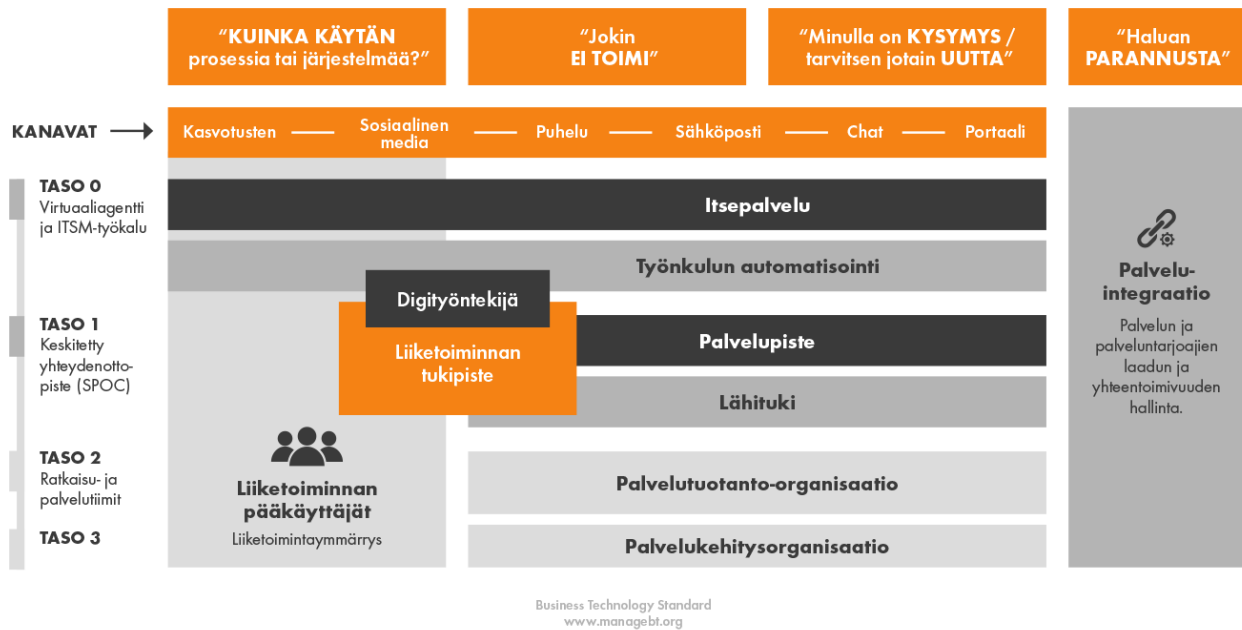 “KUINKA KÄYTÄN
prosessia tai järjestelmää?”
“Jokin
EI TOIMI”
“Minulla on KYSYMYS /
tarvitsen jotain UUTTA”
“Haluan
PARANNUSTA”
KANAVAT
Kasvotusten
Sosiaalinen
media
Puhelu
Sähköposti
Chat
Portaali
TASO 0
Virtuaaliagentti
ja ITSM-työkalu
Itsepalvelu
Työnkulun automatisointi
Digityöntekijä
TASO 1
Keskitetty
yhteydenotto-
piste (SPOC)
Liiketoiminnan
tukipiste
Palvelupiste
Lähituki
Palvelu-
integraatio
Palvelun ja
palveluntarjoajien
laadun ja
yhteentoimivuuden
hallinta.
TASO 2
Ratkaisu- ja
palvelutiimit
Liiketoiminnan
pääkäyttäjät
Liiketoimintaymmärrys
Palvelutuotanto-organisaatio
TASO 3
Palvelukehitysorganisaatio
Business Technology Standard
www.managebt.org